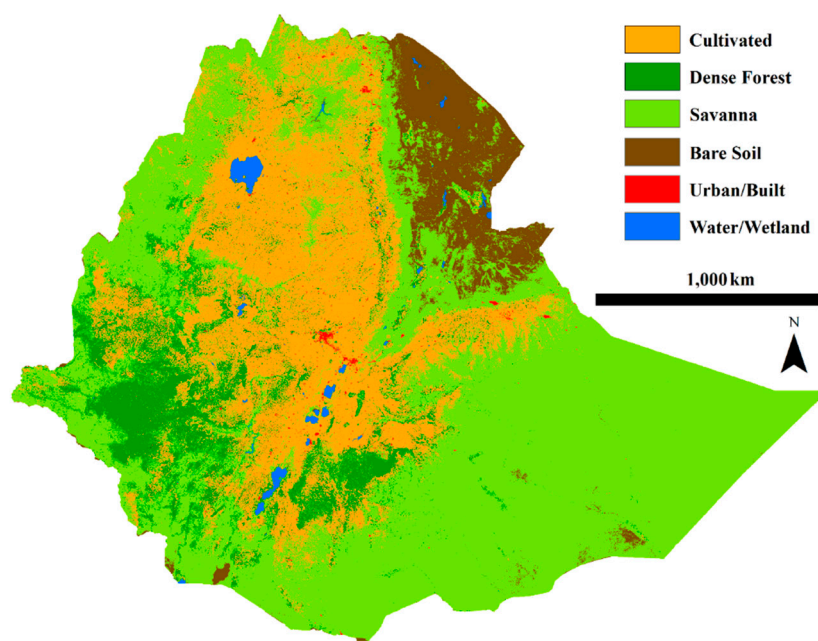 Cultivated
Dense Forest
Savanna
Bare Soil
Urban/Built
Water/Wetland
1,000 km
N